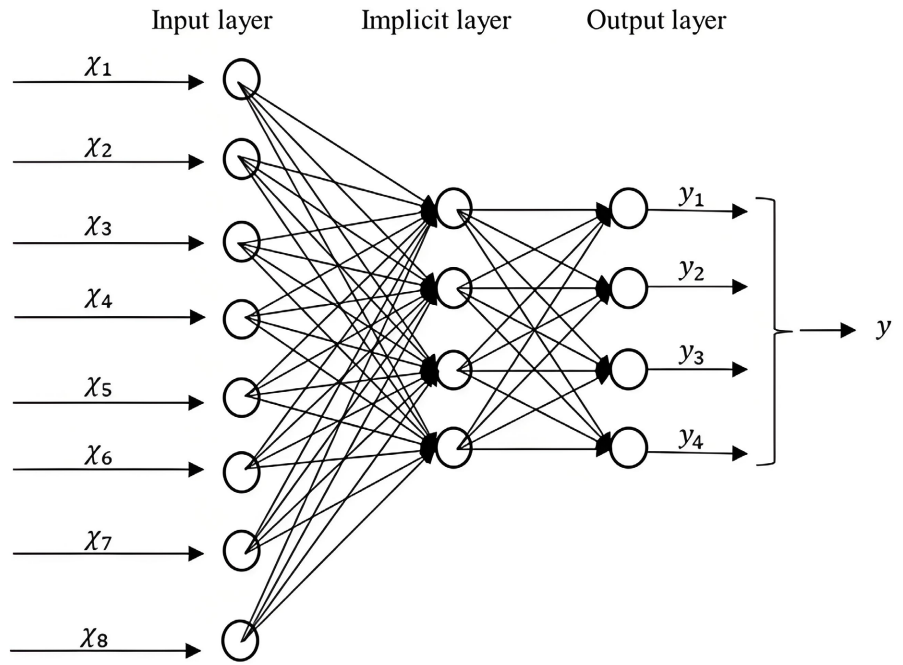 Input layer Implicit layer Output layer
χ1
χ2
χ3
χ4
χ5
χ6
χ7
χ8
y1
y2
y3
y4
y